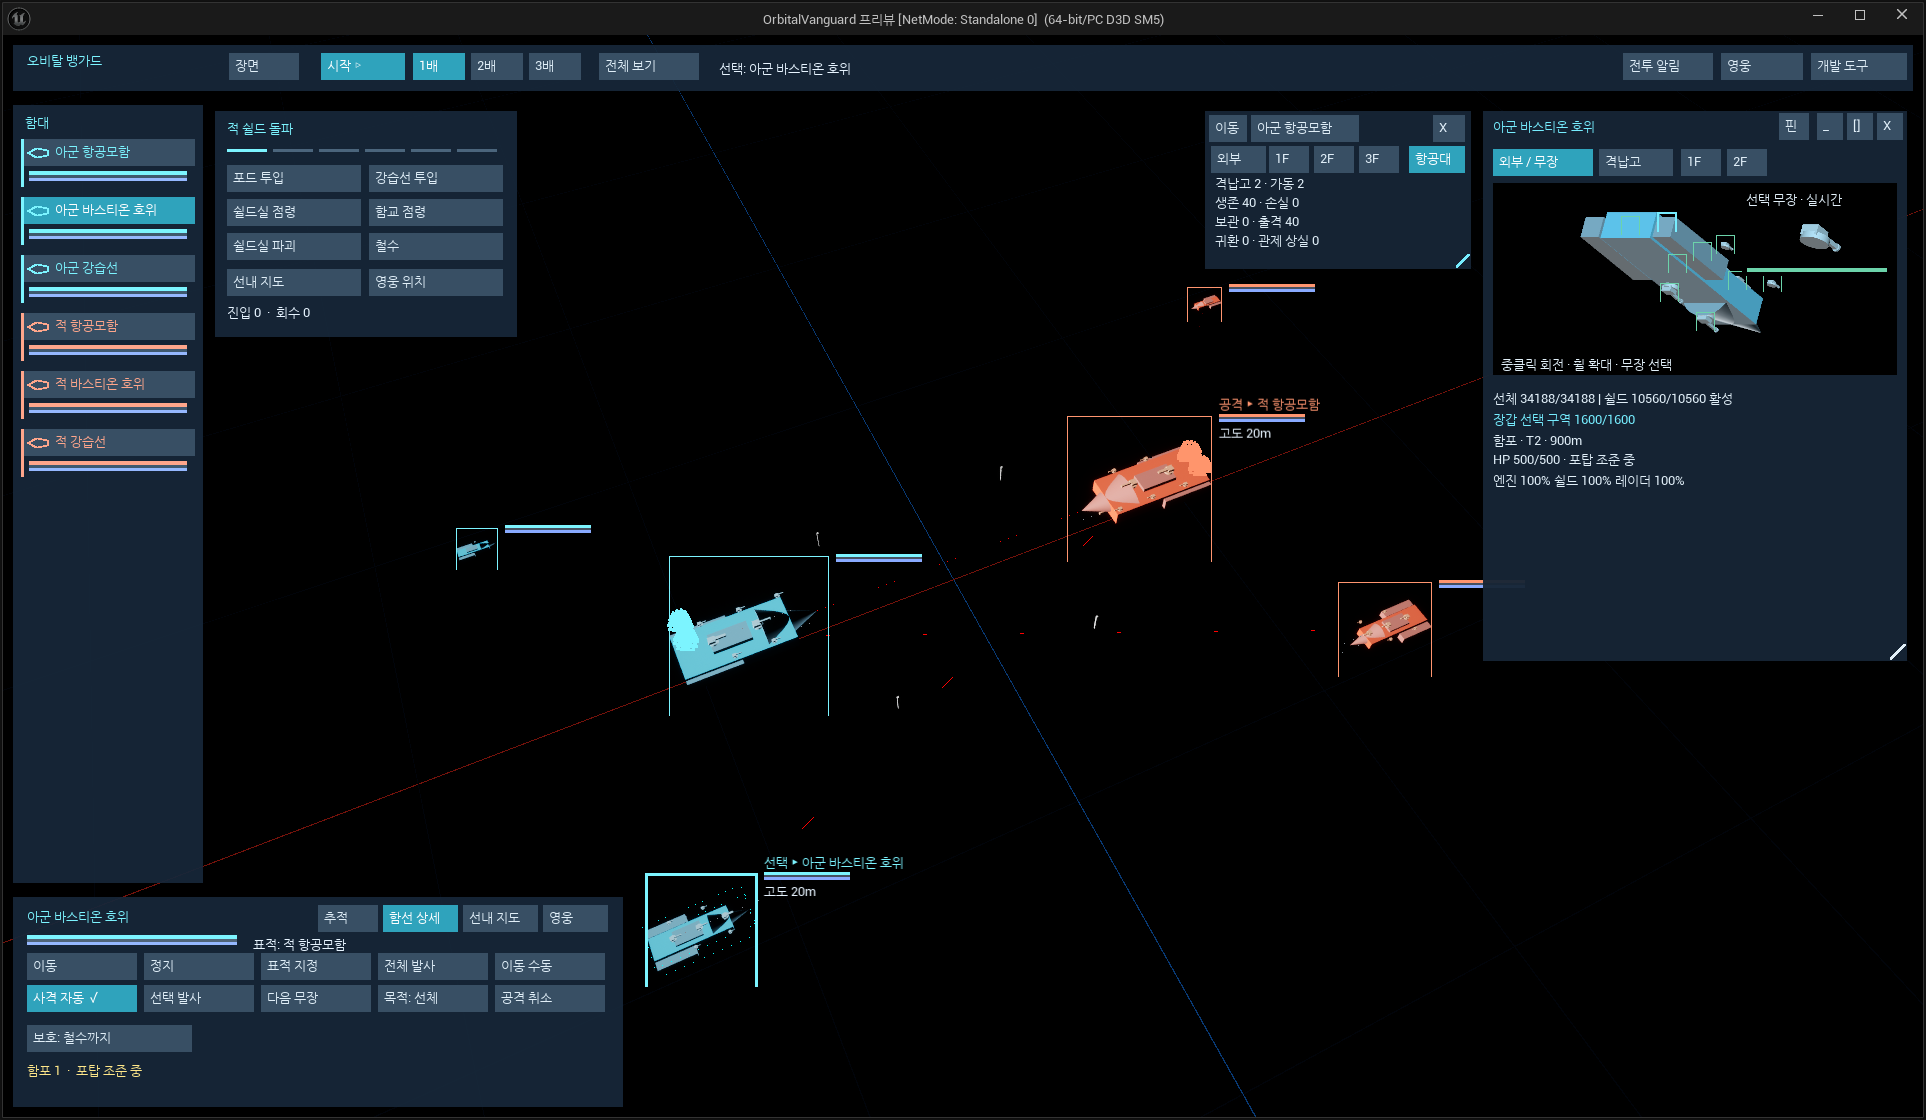 OrbitalVanguard 프리뷰 [NetMode: Standalone 0] (64-bit/PC D3D SM5)
오비탈 뱅가드
장면
시작 ▹
1배
2배
3배
전체 보기
선택: 아군 바스티온 호위
전투 알림
영웅
개발 도구
함대
아군 항공모함
아군 바스티온 호위
아군 강습선
적 항공모함
적 바스티온 호위
적 강습선
적 쉴드 돌파
포드 투입
강습선 투입
쉴드실 점령
함교 점령
쉴드실 파괴
철수
선내 지도
영웅 위치
진입 0 · 회수 0
이동
아군 항공모함
X
외부
1F
2F
3F
항공대
격납고 2 · 가동 2
생존 40 · 손실 0
보관 0 · 출격 40
귀환 0 · 관제 상실 0
아군 바스티온 호위
핀
_
[]
X
외부 / 무장
격납고
1F
2F
선택 무장 · 실시간
중클릭 회전 · 휠 확대 · 무장 선택
선체 34188/34188 | 쉴드 10560/10560 활성
장갑 선택 구역 1600/1600
함포 · T2 · 900m
HP 500/500 · 포탑 조준 중
엔진 100% 쉴드 100% 레이더 100%
공격 ▸ 적 항공모함
고도 20m
선택 ▸ 아군 바스티온 호위
고도 20m
아군 바스티온 호위
추적
함선 상세
선내 지도
영웅
표적: 적 항공모함
이동
정지
표적 지정
전체 발사
이동 수동
사격 자동 √
선택 발사
다음 무장
목적: 선체
공격 취소
보호: 철수까지
함포 1 · 포탑 조준 중